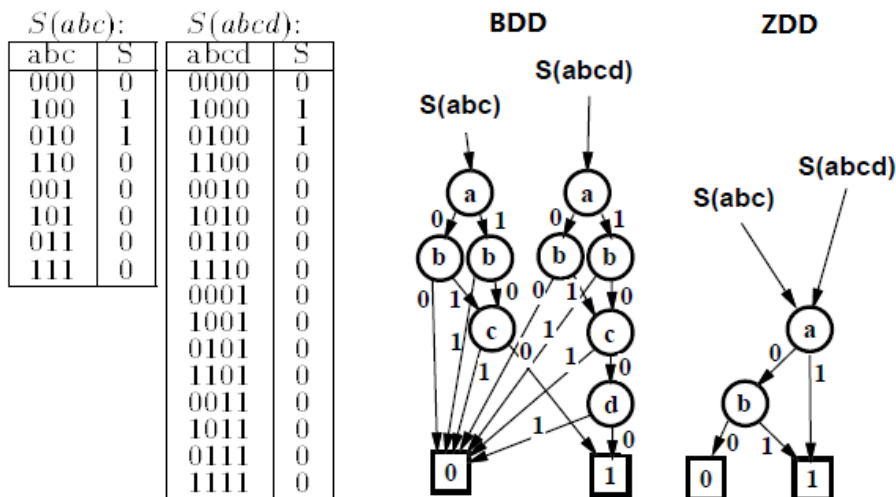 S(abc):
abc S
000 0
100 1
010 1
110 0
001 0
101 0
011 0
111 0
S(abcd):
abcd S
0000 0
1000 1
0100 1
1100 0
0010 0
1010 0
0110 0
1110 0
0001 0
1001 0
0101 0
1101 0
0011 0
1011 0
0111 0
1111 0
BDD
S(abc)
S(abcd)
a a
0 1 0 1
b b b b
0 1 0 0 1 0
c c
1 1 0 1 1 0
d
1 0
0 1
ZDD
S(abc)
S(abcd)
a
0 1
b
0 1
0 1